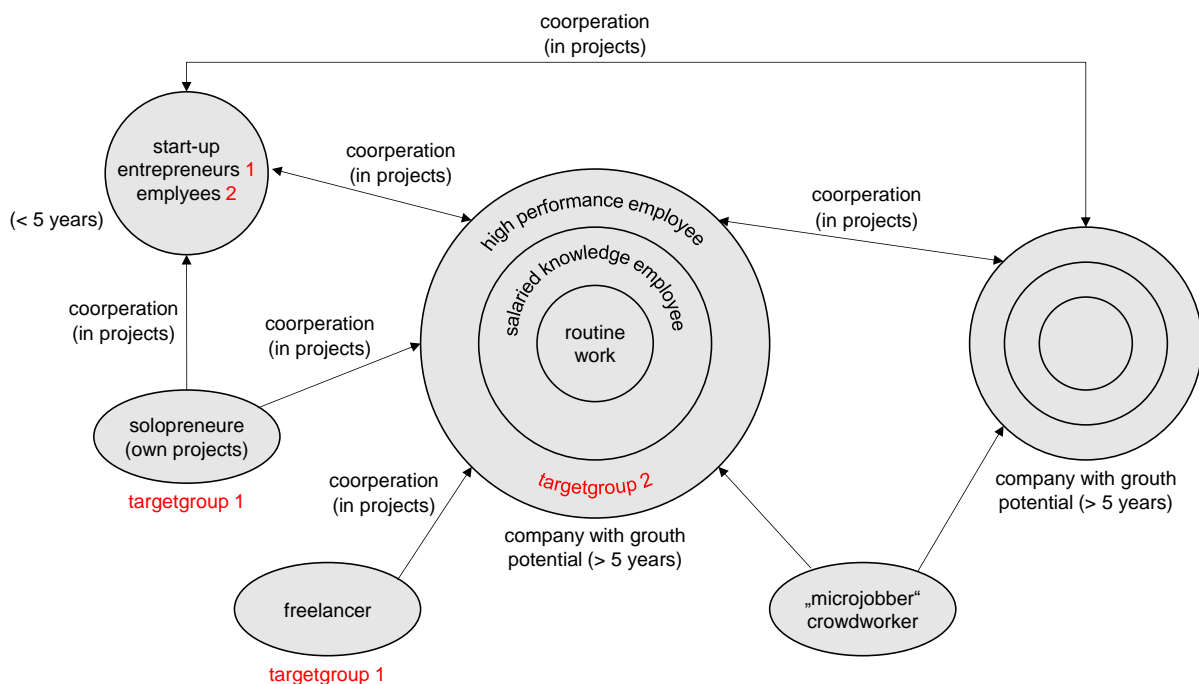 coorperation
(in projects)
start-up
entrepreneurs 1
emplyees 2
(< 5 years)
coorperation
(in projects)
high performance employee
salaried knowledge employee
routine
work
targetgroup 2
company with grouth
potential (> 5 years)
coorperation
(in projects)
coorperation
(in projects)
coorperation
(in projects)
solopreneure
(own projects)
targetgroup 1
coorperation
(in projects)
freelancer
targetgroup 1
„microjobber“
crowdworker
company with grouth
potential (> 5 years)